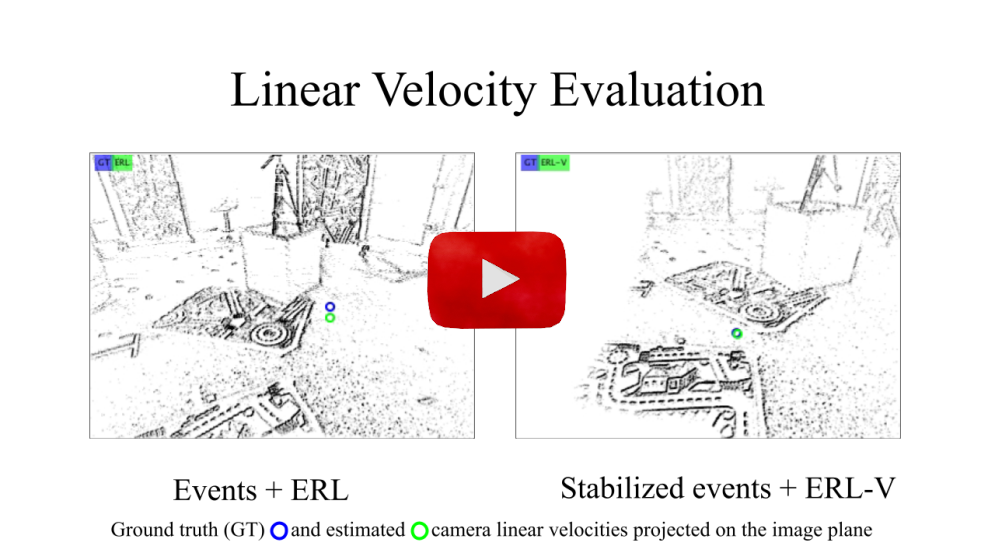 Linear Velocity Evaluation
GT ERL
GT ERL-V
Events + ERL
Stabilized events + ERL-V
Ground truth (GT) and estimated camera linear velocities projected on the image plane